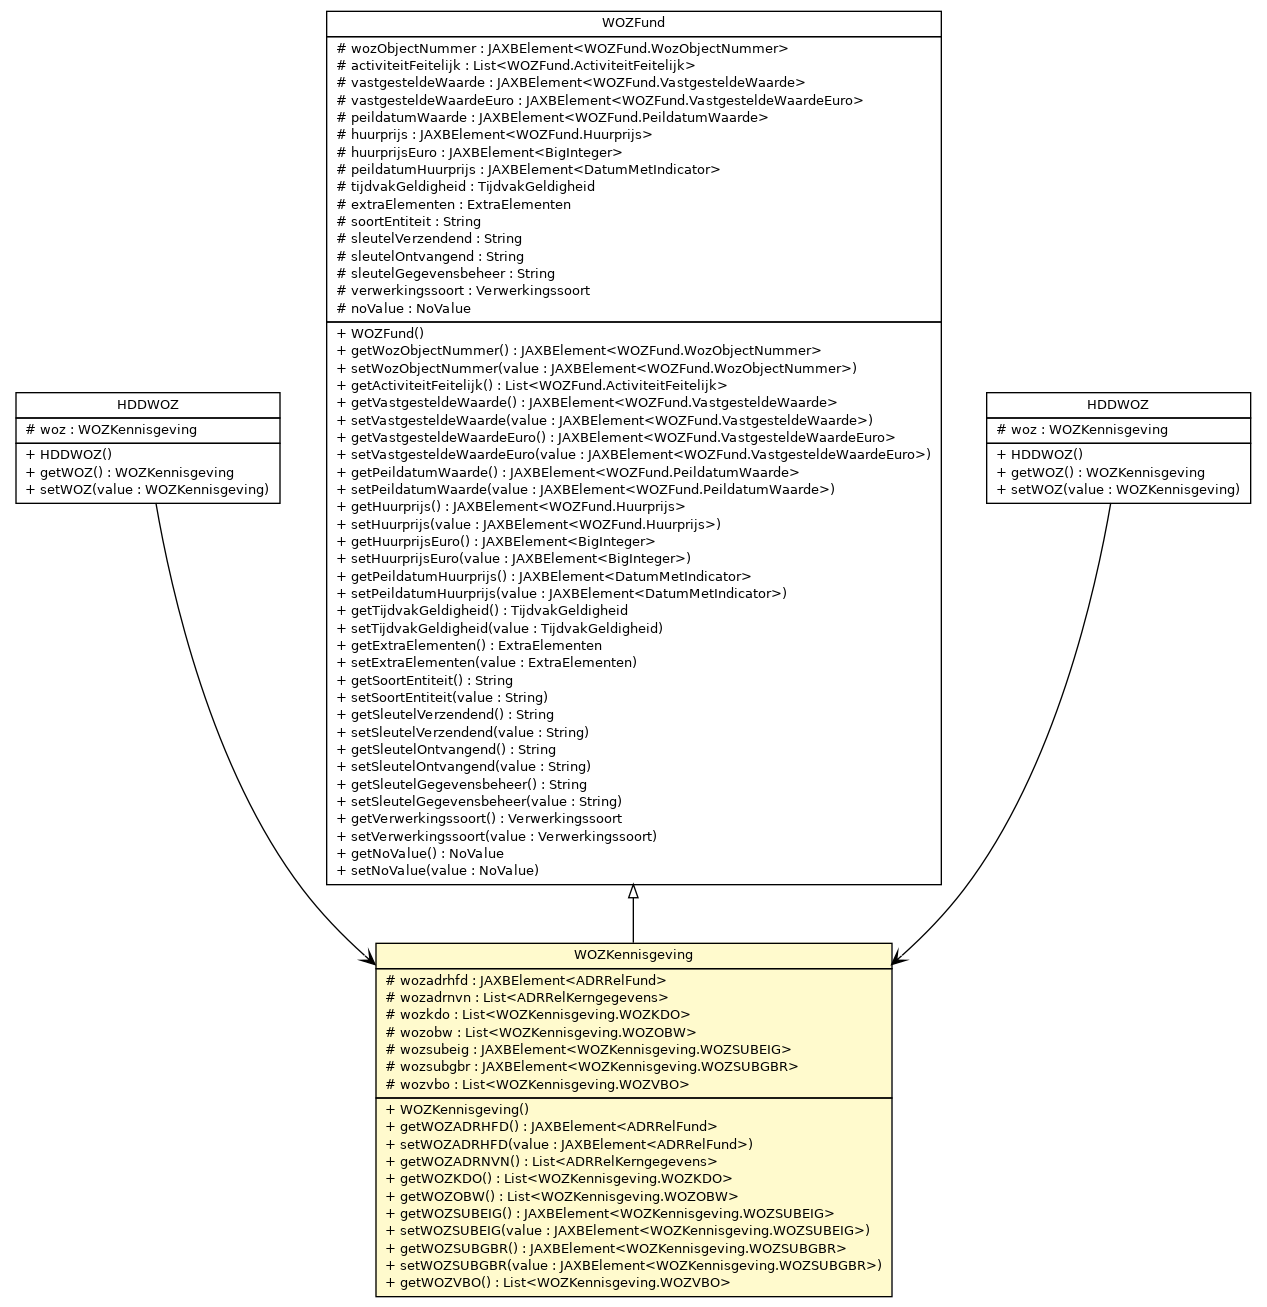 WOZFund
# wozObjectNummer : JAXBElement<WOZFund.WozObjectNummer>
# activiteitFeitelijk : List<WOZFund.ActiviteitFeitelijk>
# vastgesteldeWaarde : JAXBElement<WOZFund.VastgesteldeWaarde>
# vastgesteldeWaardeEuro : JAXBElement<WOZFund.VastgesteldeWaardeEuro>
# peildatumWaarde : JAXBElement<WOZFund.PeildatumWaarde>
# huurprijs : JAXBElement<WOZFund.Huurprijs>
# huurprijsEuro : JAXBElement<BigInteger>
# peildatumHuurprijs : JAXBElement<DatumMetIndicator>
# tijdvakGeldigheid : TijdvakGeldigheid
# extraElementen : ExtraElementen
# soortEntiteit : String
# sleutelVerzendend : String
# sleutelOntvangend : String
# sleutelGegevensbeheer : String
# verwerkingssoort : Verwerkingssoort
# noValue : NoValue
+ WOZFund()
+ getWozObjectNummer() : JAXBElement<WOZFund.WozObjectNummer>
+ setWozObjectNummer(value : JAXBElement<WOZFund.WozObjectNummer>)
+ getActiviteitFeitelijk() : List<WOZFund.ActiviteitFeitelijk>
+ getVastgesteldeWaarde() : JAXBElement<WOZFund.VastgesteldeWaarde>
+ setVastgesteldeWaarde(value : JAXBElement<WOZFund.VastgesteldeWaarde>)
+ getVastgesteldeWaardeEuro() : JAXBElement<WOZFund.VastgesteldeWaardeEuro>
+ setVastgesteldeWaardeEuro(value : JAXBElement<WOZFund.VastgesteldeWaardeEuro>)
+ getPeildatumWaarde() : JAXBElement<WOZFund.PeildatumWaarde>
+ setPeildatumWaarde(value : JAXBElement<WOZFund.PeildatumWaarde>)
+ getHuurprijs() : JAXBElement<WOZFund.Huurprijs>
+ setHuurprijs(value : JAXBElement<WOZFund.Huurprijs>)
+ getHuurprijsEuro() : JAXBElement<BigInteger>
+ setHuurprijsEuro(value : JAXBElement<BigInteger>)
+ getPeildatumHuurprijs() : JAXBElement<DatumMetIndicator>
+ setPeildatumHuurprijs(value : JAXBElement<DatumMetIndicator>)
+ getTijdvakGeldigheid() : TijdvakGeldigheid
+ setTijdvakGeldigheid(value : TijdvakGeldigheid)
+ getExtraElementen() : ExtraElementen
+ setExtraElementen(value : ExtraElementen)
+ getSoortEntiteit() : String
+ setSoortEntiteit(value : String)
+ getSleutelVerzendend() : String
+ setSleutelVerzendend(value : String)
+ getSleutelOntvangend() : String
+ setSleutelOntvangend(value : String)
+ getSleutelGegevensbeheer() : String
+ setSleutelGegevensbeheer(value : String)
+ getVerwerkingssoort() : Verwerkingssoort
+ setVerwerkingssoort(value : Verwerkingssoort)
+ getNoValue() : NoValue
+ setNoValue(value : NoValue)
HDDWOZ
# woz : WOZKennisgeving
+ HDDWOZ()
+ getWOZ() : WOZKennisgeving
+ setWOZ(value : WOZKennisgeving)
HDDWOZ
# woz : WOZKennisgeving
+ HDDWOZ()
+ getWOZ() : WOZKennisgeving
+ setWOZ(value : WOZKennisgeving)
WOZKennisgeving
# wozadrhfd : JAXBElement<ADRRelFund>
# wozadrnvn : List<ADRRelKerngegevens>
# wozkdo : List<WOZKennisgeving.WOZKDO>
# wozobw : List<WOZKennisgeving.WOZOBW>
# wozsubeig : JAXBElement<WOZKennisgeving.WOZSUBEIG>
# wozsubgbr : JAXBElement<WOZKennisgeving.WOZSUBGBR>
# wozvbo : List<WOZKennisgeving.WOZVBO>
+ WOZKennisgeving()
+ getWOZADRHFD() : JAXBElement<ADRRelFund>
+ setWOZADRHFD(value : JAXBElement<ADRRelFund>)
+ getWOZADRNVN() : List<ADRRelKerngegevens>
+ getWOZKDO() : List<WOZKennisgeving.WOZKDO>
+ getWOZOBW() : List<WOZKennisgeving.WOZOBW>
+ getWOZSUBEIG() : JAXBElement<WOZKennisgeving.WOZSUBEIG>
+ setWOZSUBEIG(value : JAXBElement<WOZKennisgeving.WOZSUBEIG>)
+ getWOZSUBGBR() : JAXBElement<WOZKennisgeving.WOZSUBGBR>
+ setWOZSUBGBR(value : JAXBElement<WOZKennisgeving.WOZSUBGBR>)
+ getWOZVBO() : List<WOZKennisgeving.WOZVBO>